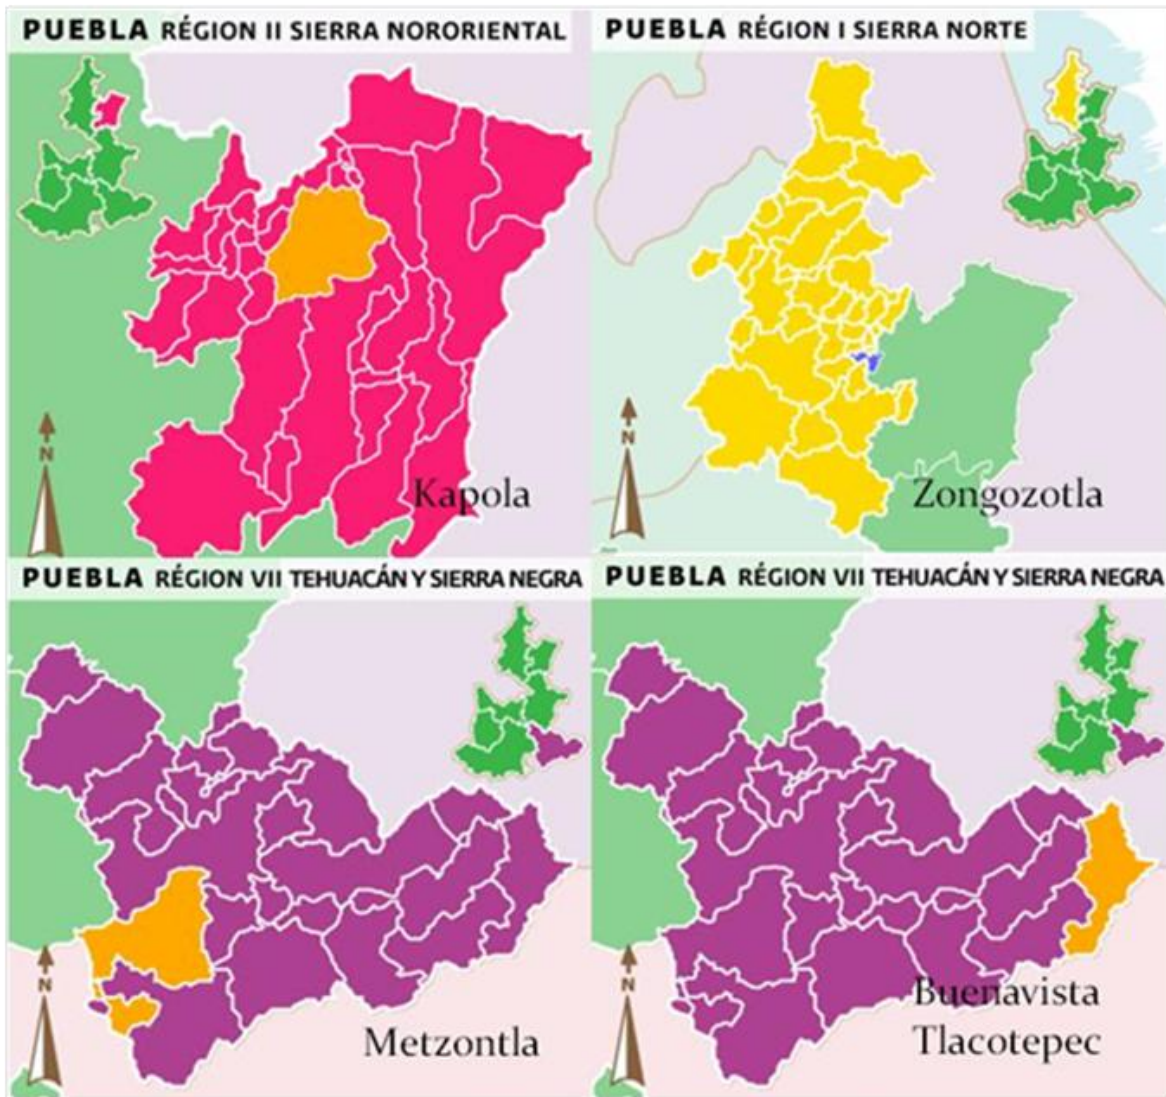 PUEBLA RÉGION II SIERRA NORORIENTAL
N
Kapola
PUEBLA RÉGION I SIERRA NORTE
N
Zongozotla
PUEBLA RÉGION VII TEHUACÁN Y SIERRA NEGRA
N
Metzontla
PUEBLA RÉGION VII TEHUACÁN Y SIERRA NEGRA
N
Buenavista
Tlacotepec